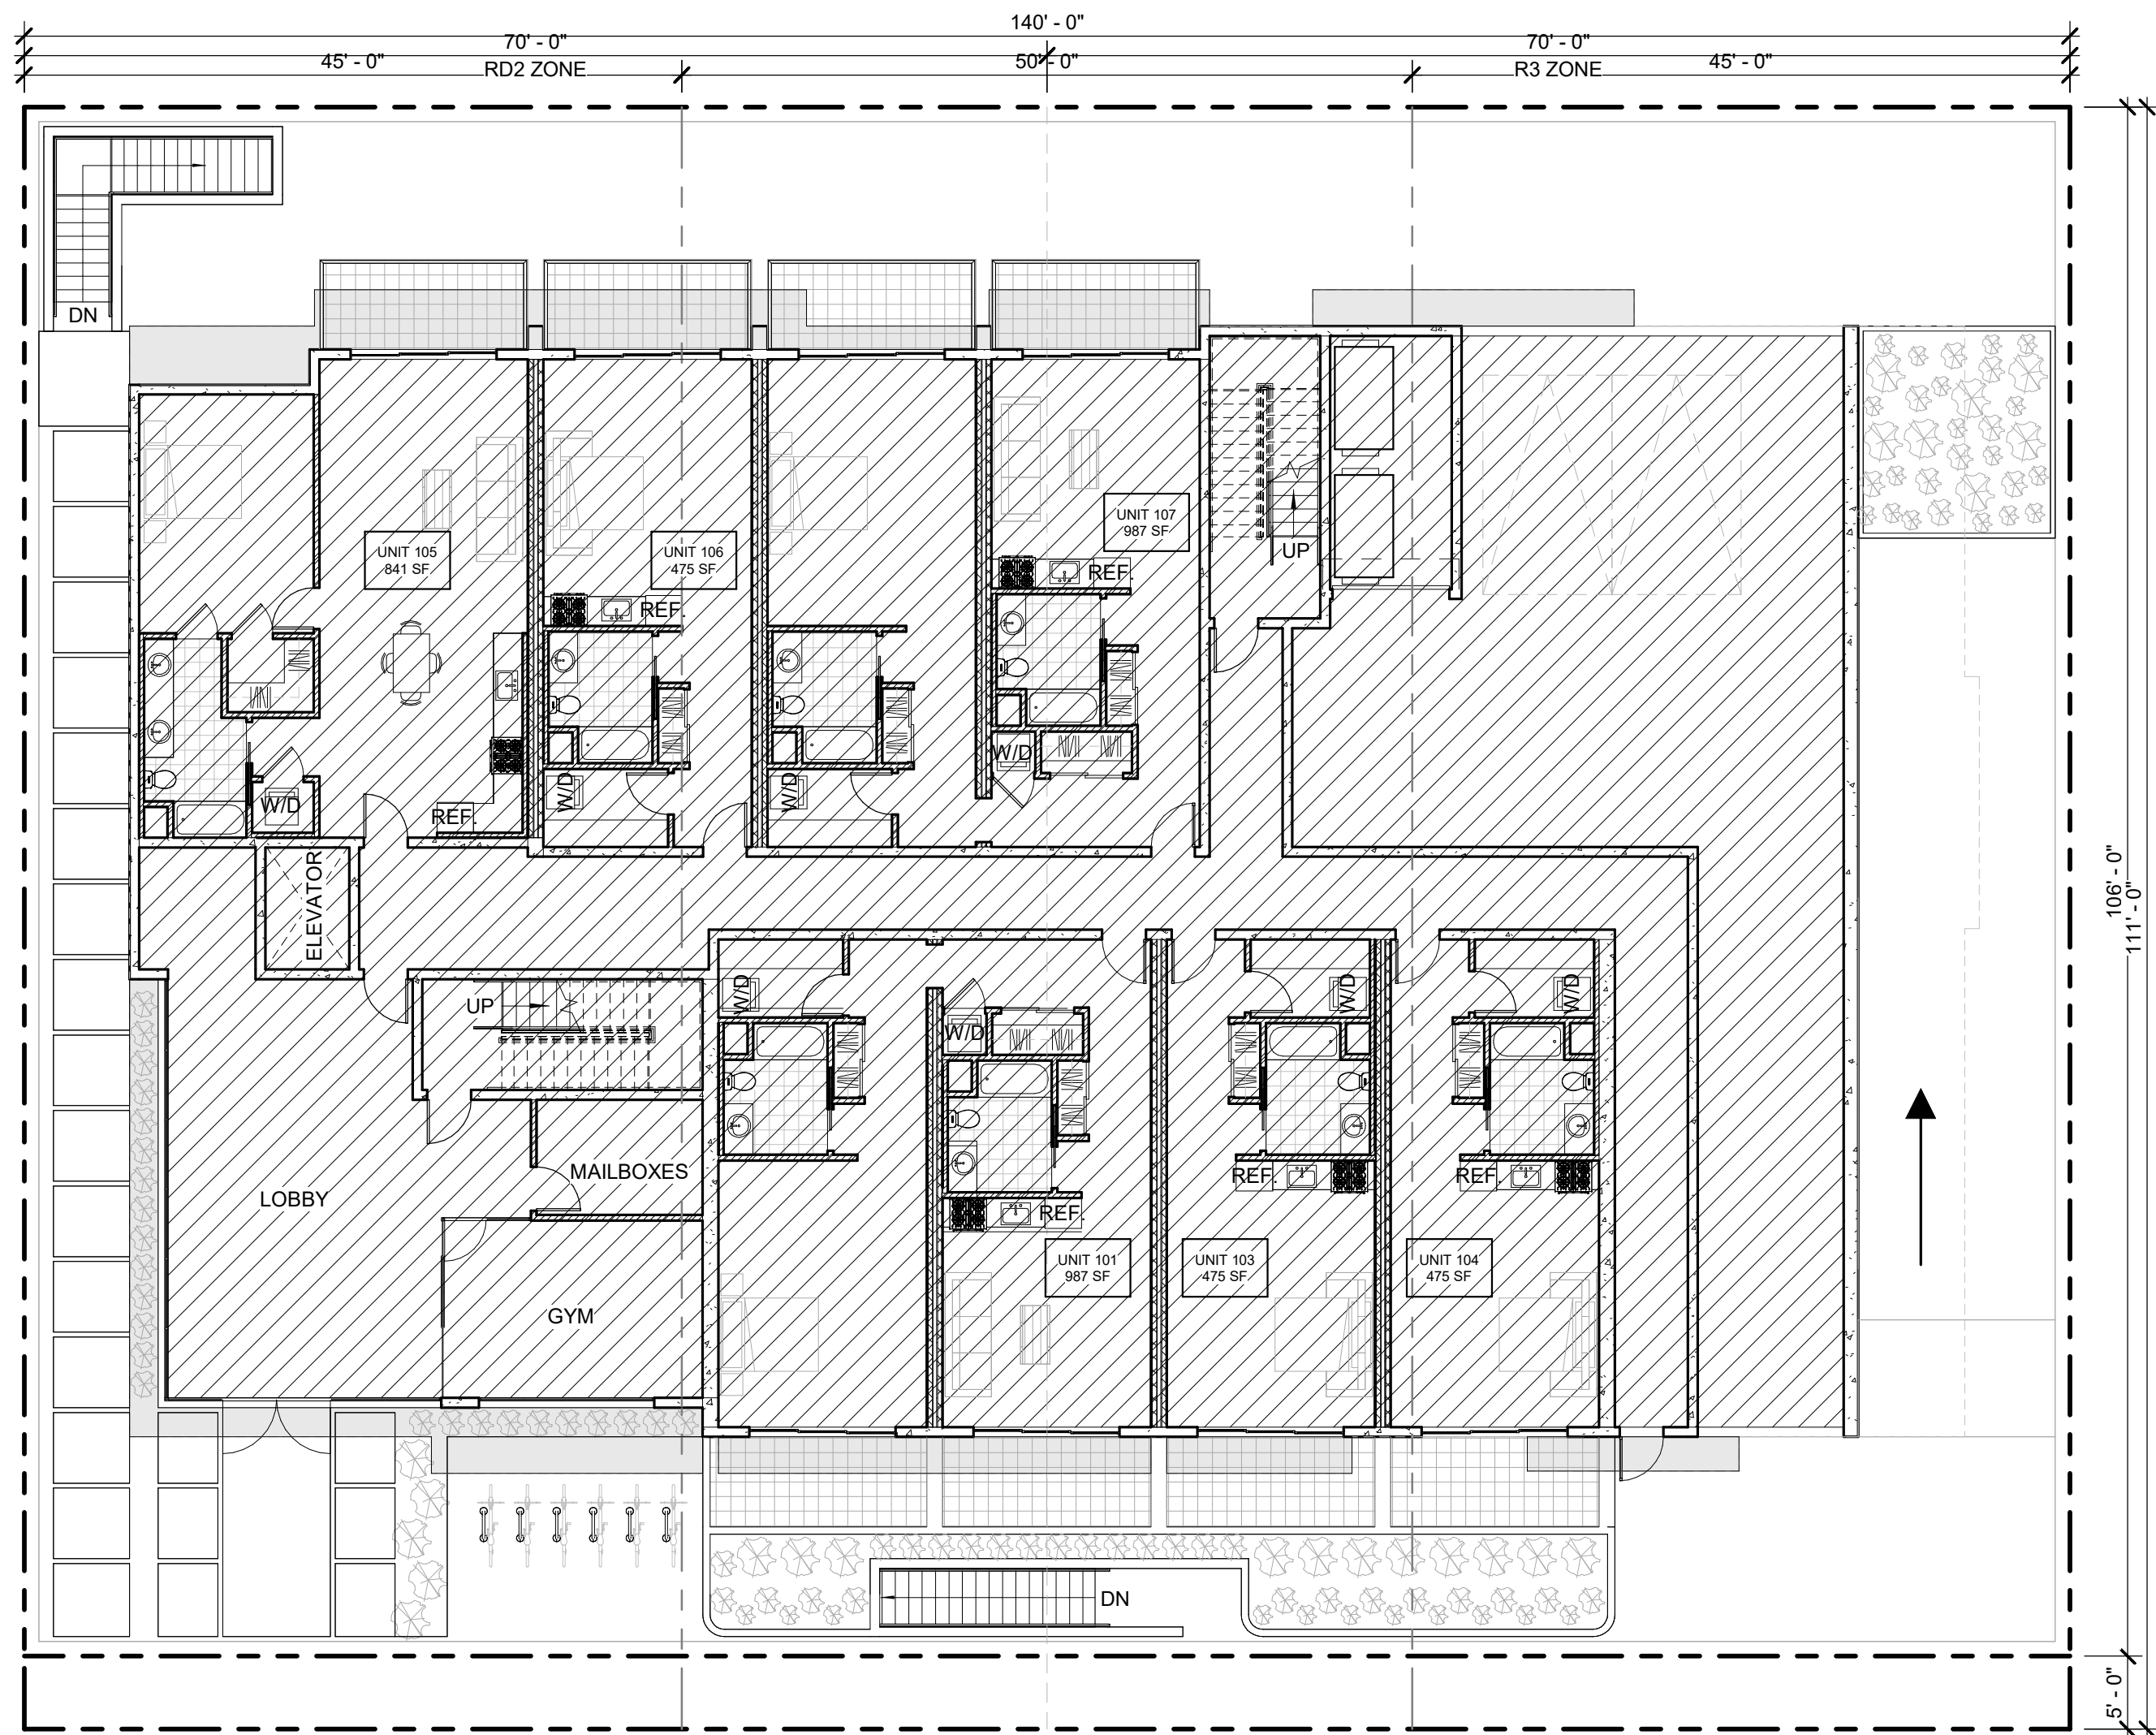 140' - 0"
70' - 0"
70' - 0"
45' - 0"
RD2 ZONE
50' - 0"
R3 ZONE
45' - 0"
DN
UNIT 107
987 SF
UNIT 105
841 SF
UNIT 106
475 SF
UP
REF.
REF.
W/D
W/D
W/D
W/D
REF.
ELEVATOR
106' - 0"
111' - 0"
UP
W/D
W/D
W/D
W/D
MAILBOXES
LOBBY
REF.
REF.
REF.
UNIT 101
987 SF
UNIT 103
475 SF
UNIT 104
475 SF
GYM
DN
5' - 0"